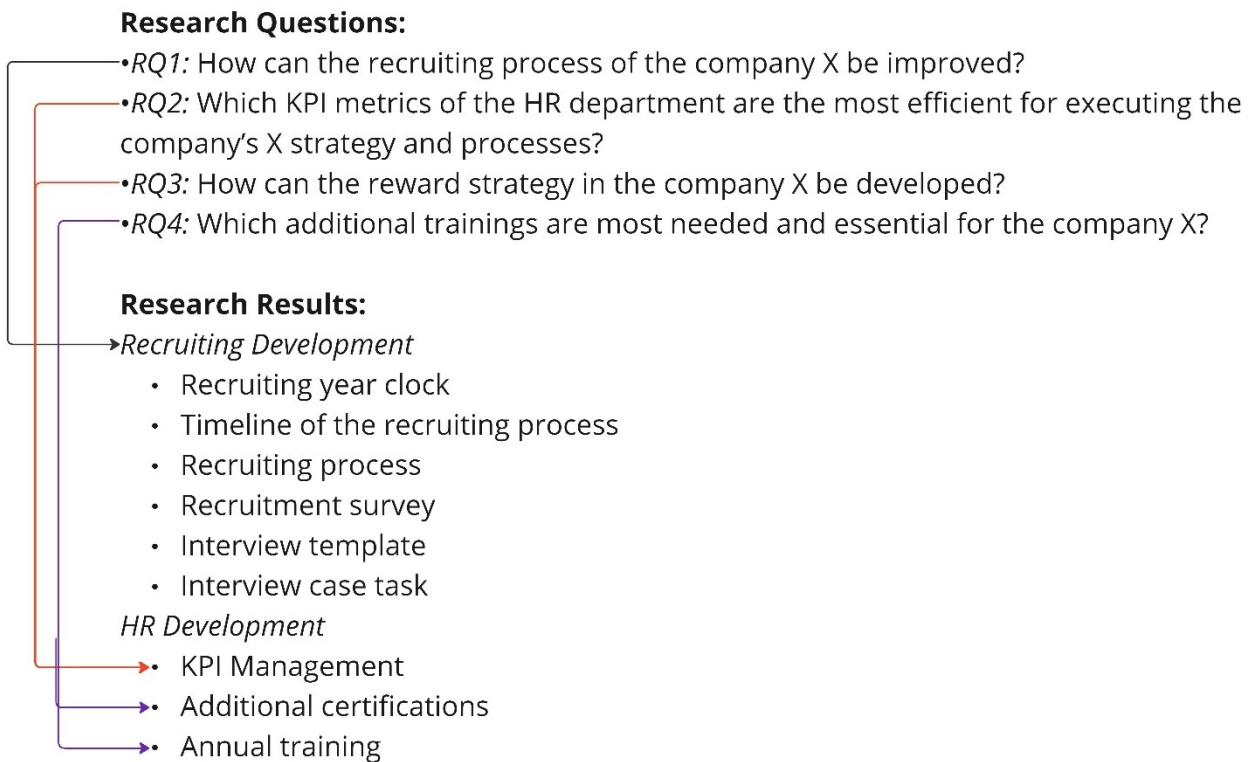 Research Questions:
•RQ1: How can the recruiting process of the company X be improved?
•RQ2: Which KPI metrics of the HR department are the most efficient for executing the
company’s X strategy and processes?
•RQ3: How can the reward strategy in the company X be developed?
•RQ4: Which additional trainings are most needed and essential for the company X?
Research Results:
Recruiting Development
• Recruiting year clock
• Timeline of the recruiting process
• Recruiting process
• Recruitment survey
• Interview template
• Interview case task
HR Development
• KPI Management
• Additional certifications
• Annual training